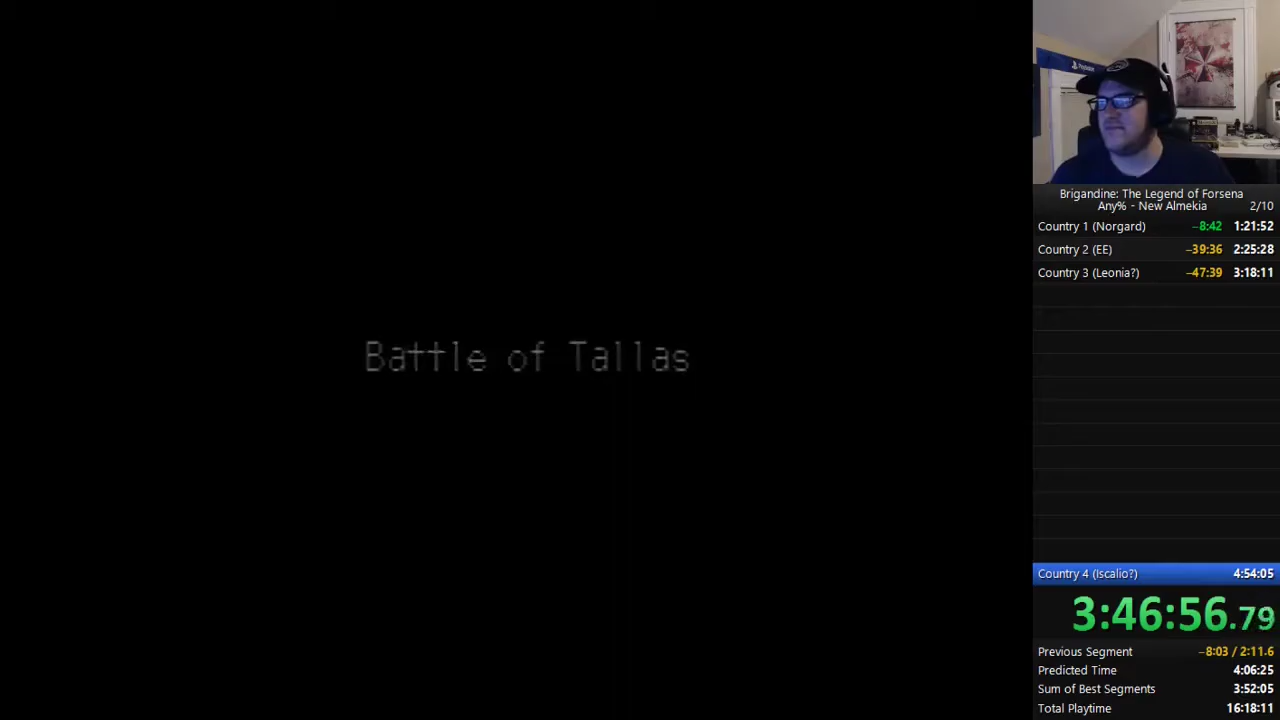 Battle of Tallas
Brigandine: The Legend of Forsena
Any% - New Almekia 2/10
Country 1 (Norgard) −8:42 1:21:52
Country 2 (EE) −39:36 2:25:28
Country 3 (Leonia?) −47:39 3:18:11
Country 4 (Iscalio?) 4:54:05
3:46:56.79
Previous Segment −8:03 / 2:11.6
Predicted Time 4:06:25
Sum of Best Segments 3:52:05
Total Playtime 16:18:11